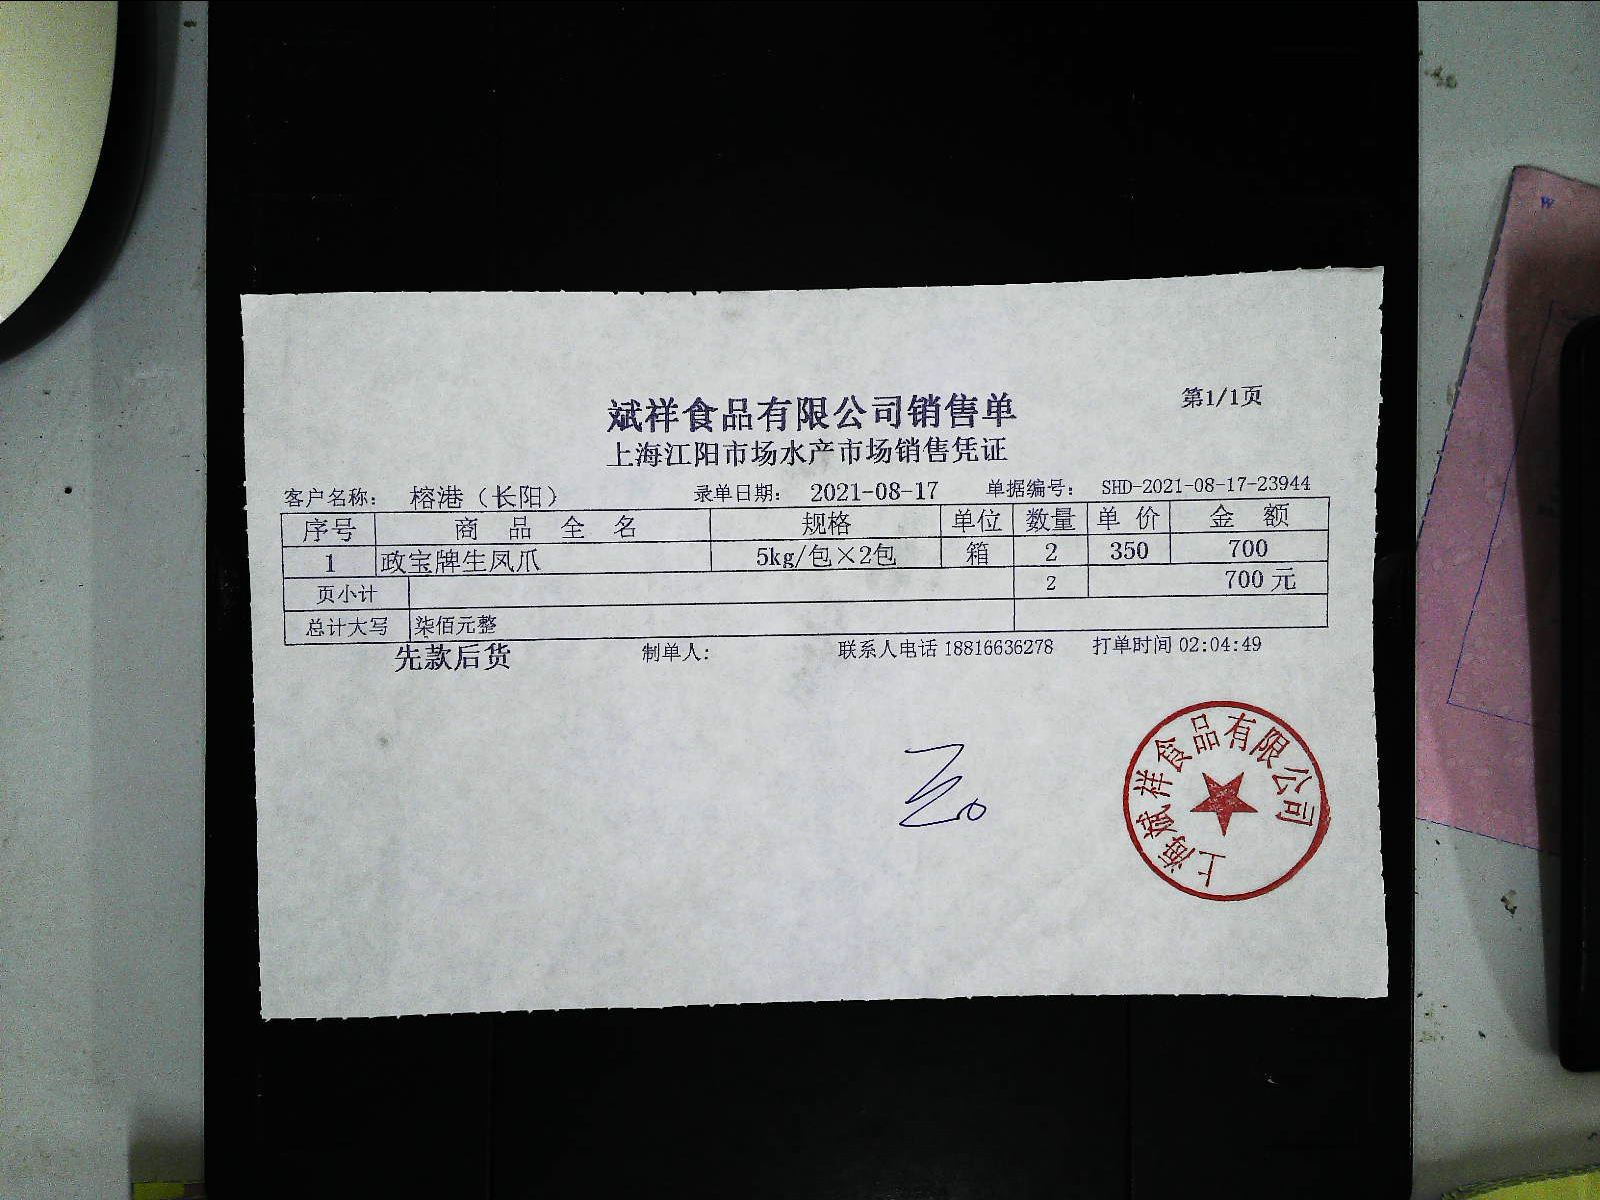 第1/1页
斌祥食品有限公司销售单
上海江阳市场水产市场销售凭证
客户名称： 榕港（长阳） 录单日期： 2021-08-17 单据编号： SHD-2021-08-17-23944
序号 商 品 全 名 规格 单位 数量 单 价 金 额
1 政宝牌生凤爪 5kg/包×2包 箱 2 350 700
页小计 2 700 元
总计大写 柒佰元整
先款后货 制单人: 联系人电话 18816636278 打单时间 02:04:49
上海斌祥食品有限公司
W